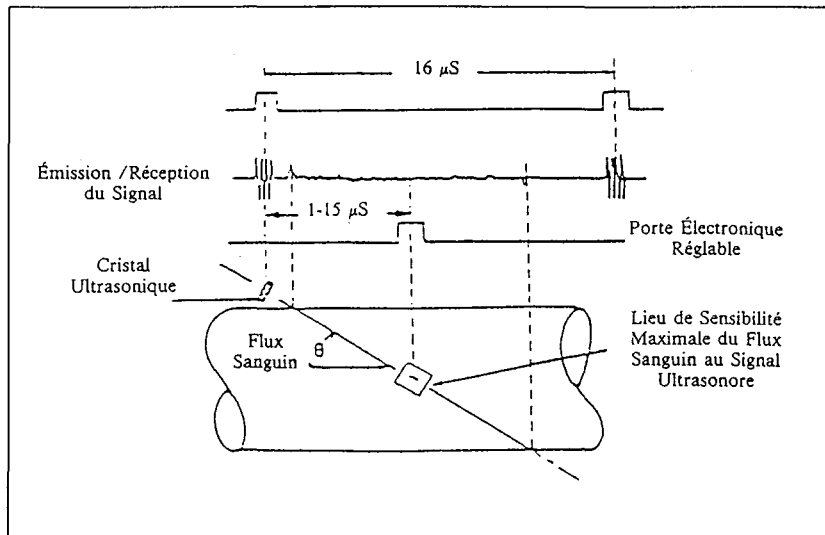 16 μS
Émission /Réception
du Signal
1-15 μS
Porte Électronique
Réglable
Cristal
Ultrasonique
Flux
Sanguin
θ
Lieu de Sensibilité
Maximale du Flux
Sanguin au Signal
Ultrasonore